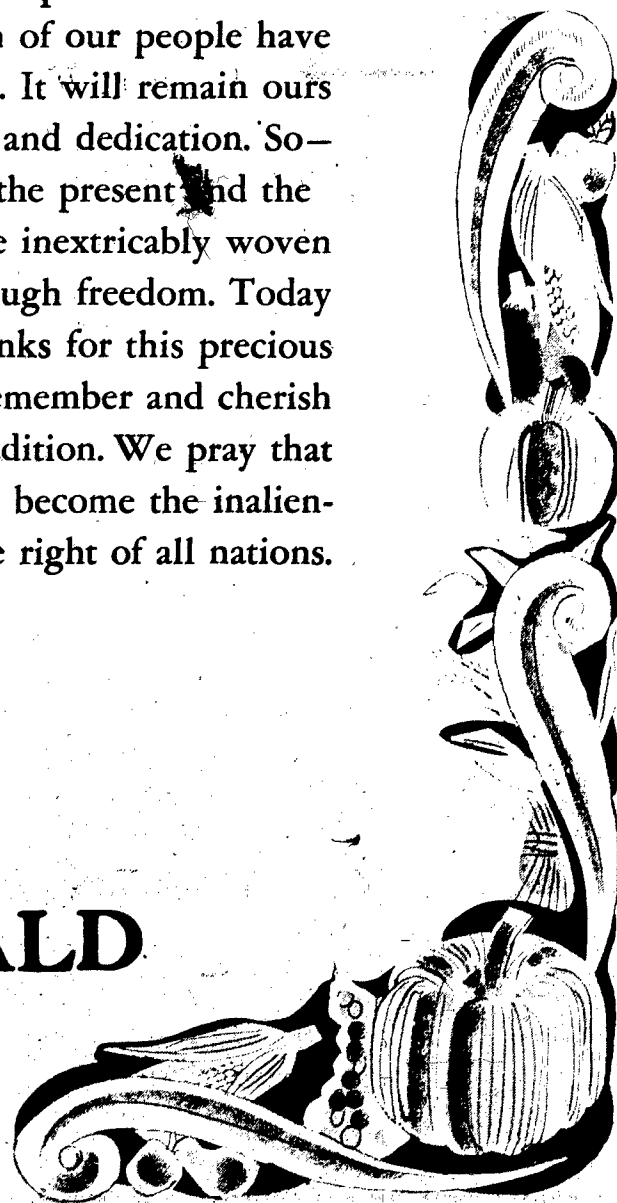 of our people have
. It will remain ours
and dedication. So—
the present and the
inextricably woven
ugh freedom. Today
nks for this precious
emember and cherish
dition. We pray that
become the inalien-
right of all nations.
ALD